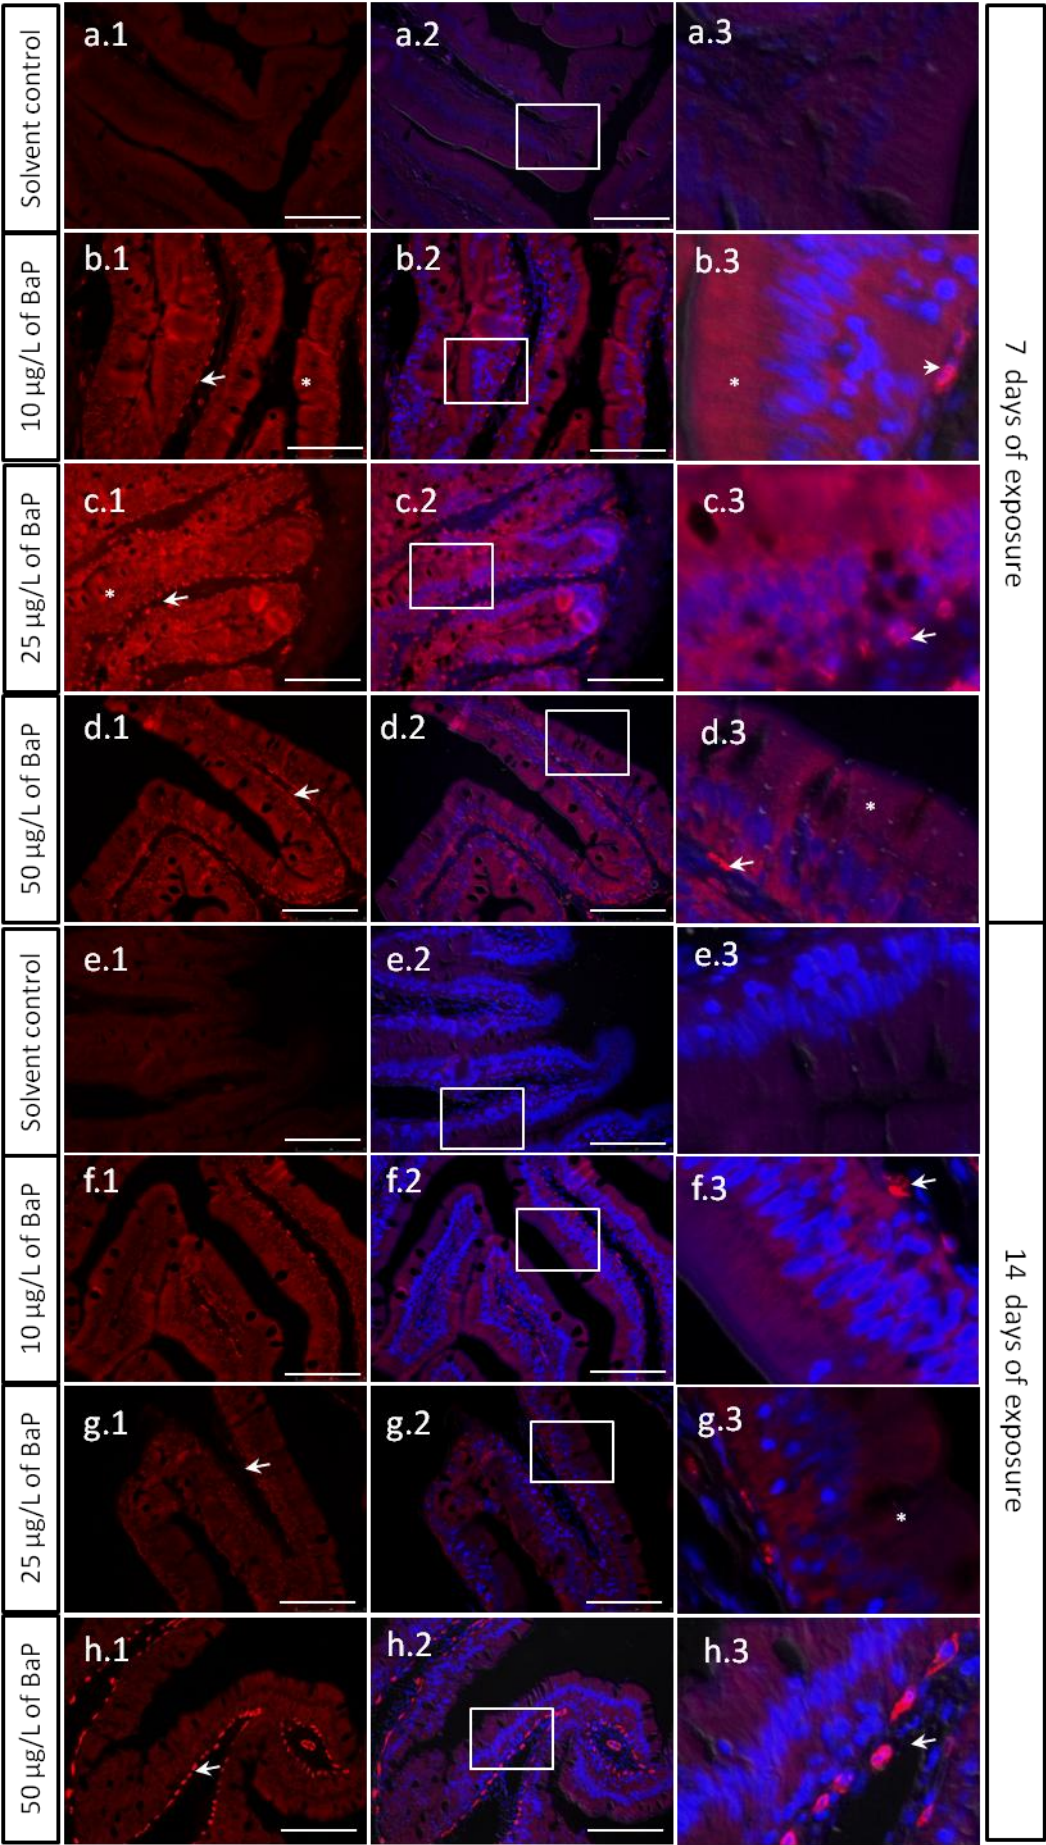 Solvent control
a.1
a.2
a.3
10 µg/L of BaP
b.1
b.2
b.3
*
*
25 µg/L of BaP
c.1
c.2
c.3
*
50 µg/L of BaP
d.1
d.2
d.3
*
7 days of exposure
Solvent control
e.1
e.2
e.3
10 µg/L of BaP
f.1
f.2
f.3
25 µg/L of BaP
g.1
g.2
g.3
*
50 µg/L of BaP
h.1
h.2
h.3
14 days of exposure